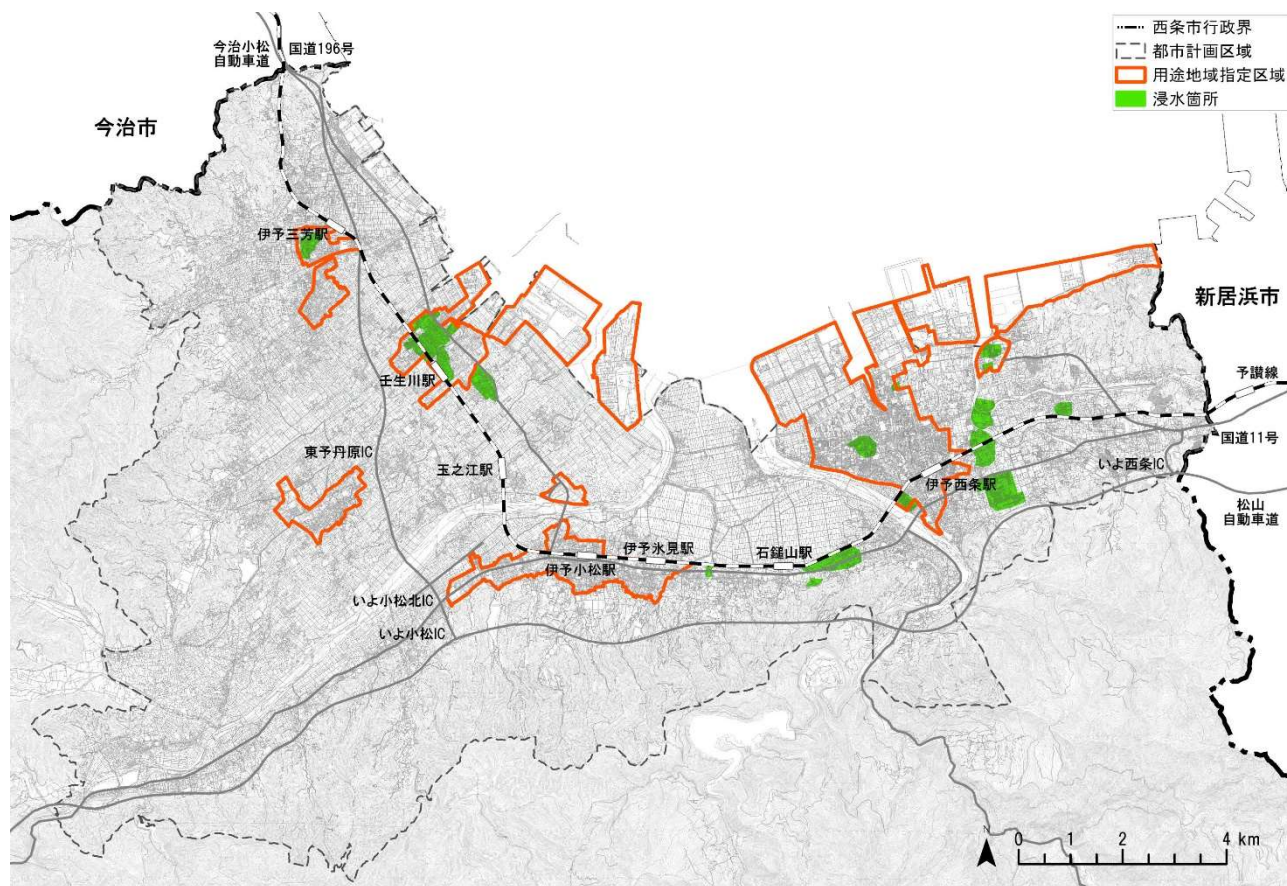 西条市行政界
都市計画区域
用途地域指定区域
浸水箇所
今治小松
自動車道
国道196号
今治市
伊予三芳駅
新居浜市
壬生川駅
予讃線
国道11号
東予丹原IC
玉之江駅
伊予西条駅
いよ西条IC
松山
自動車道
伊予氷見駅
石鎚山駅
伊予小松駅
いよ小松北IC
いよ小松IC
N
0 1 2 4 km